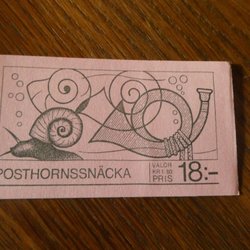 POSTHORNSSNÄCKA
VALÖR
KR 1.80
PRIS
18:-